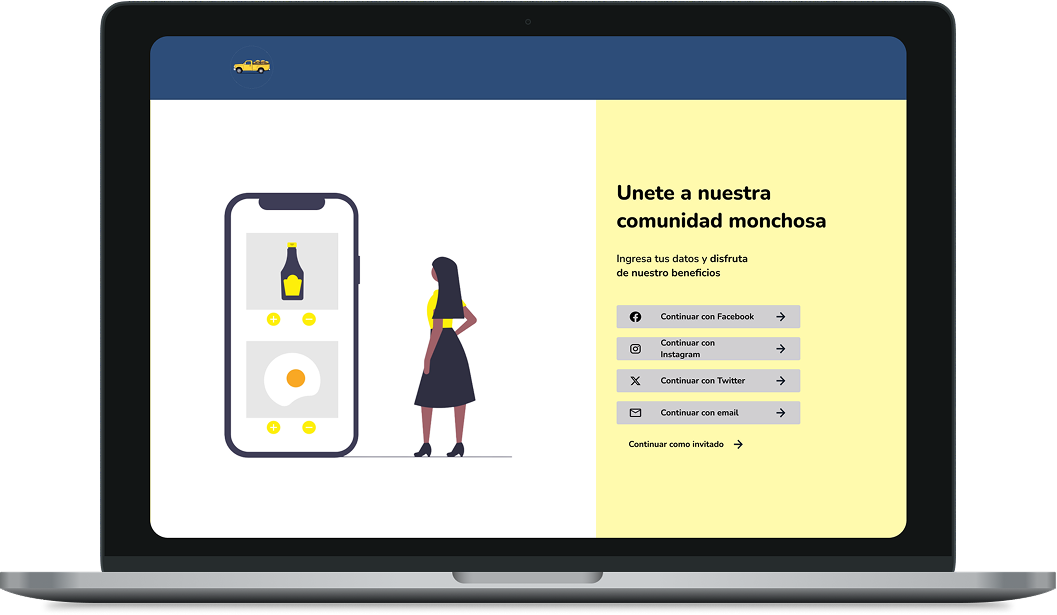 Unete a nuestra
comunidad monchosa
Ingresa tus datos y disfruta
de nuestro beneficios
Continuar con Facebook
Continuar con
Instagram
Continuar con Twitter
Continuar con email
Continuar como invitado